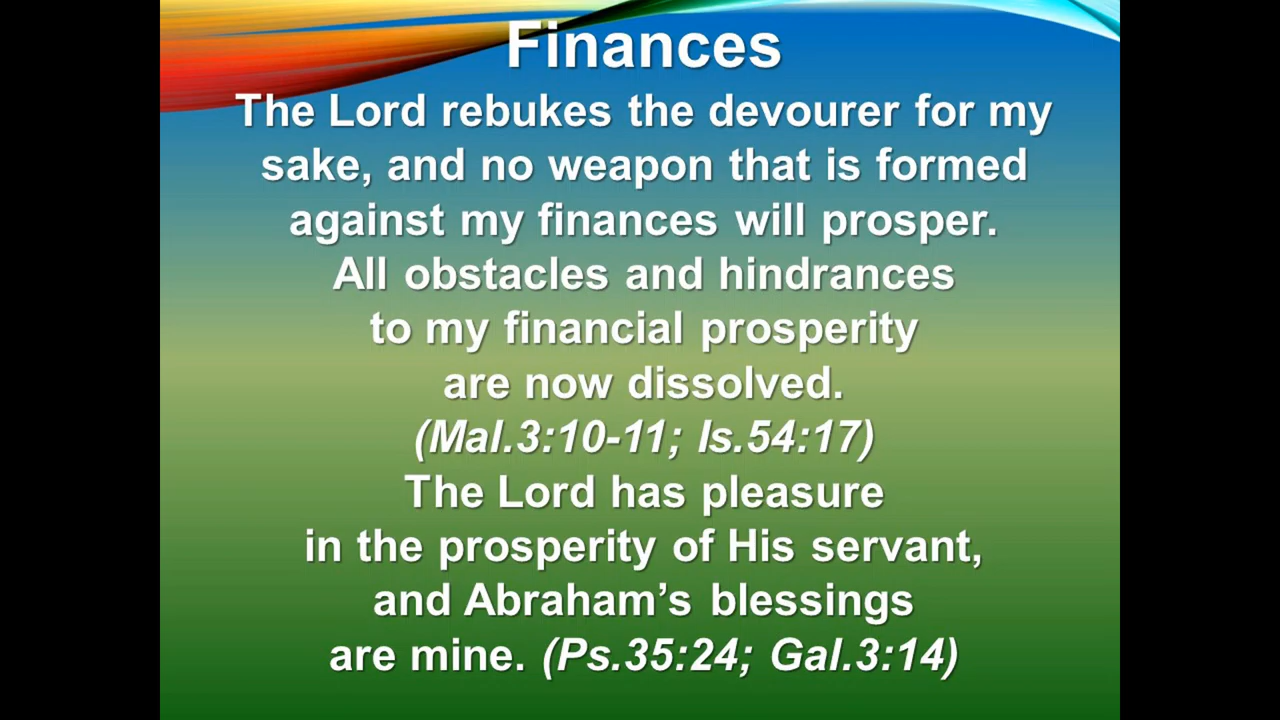 Finances
The Lord rebukes the devourer for my
sake, and no weapon that is formed
against my finances will prosper.
All obstacles and hindrances
to my financial prosperity
are now dissolved.
(Mal.3:10-11; Is.54:17)
The Lord has pleasure
in the prosperity of His servant,
and Abraham’s blessings
are mine. (Ps.35:24; Gal.3:14)